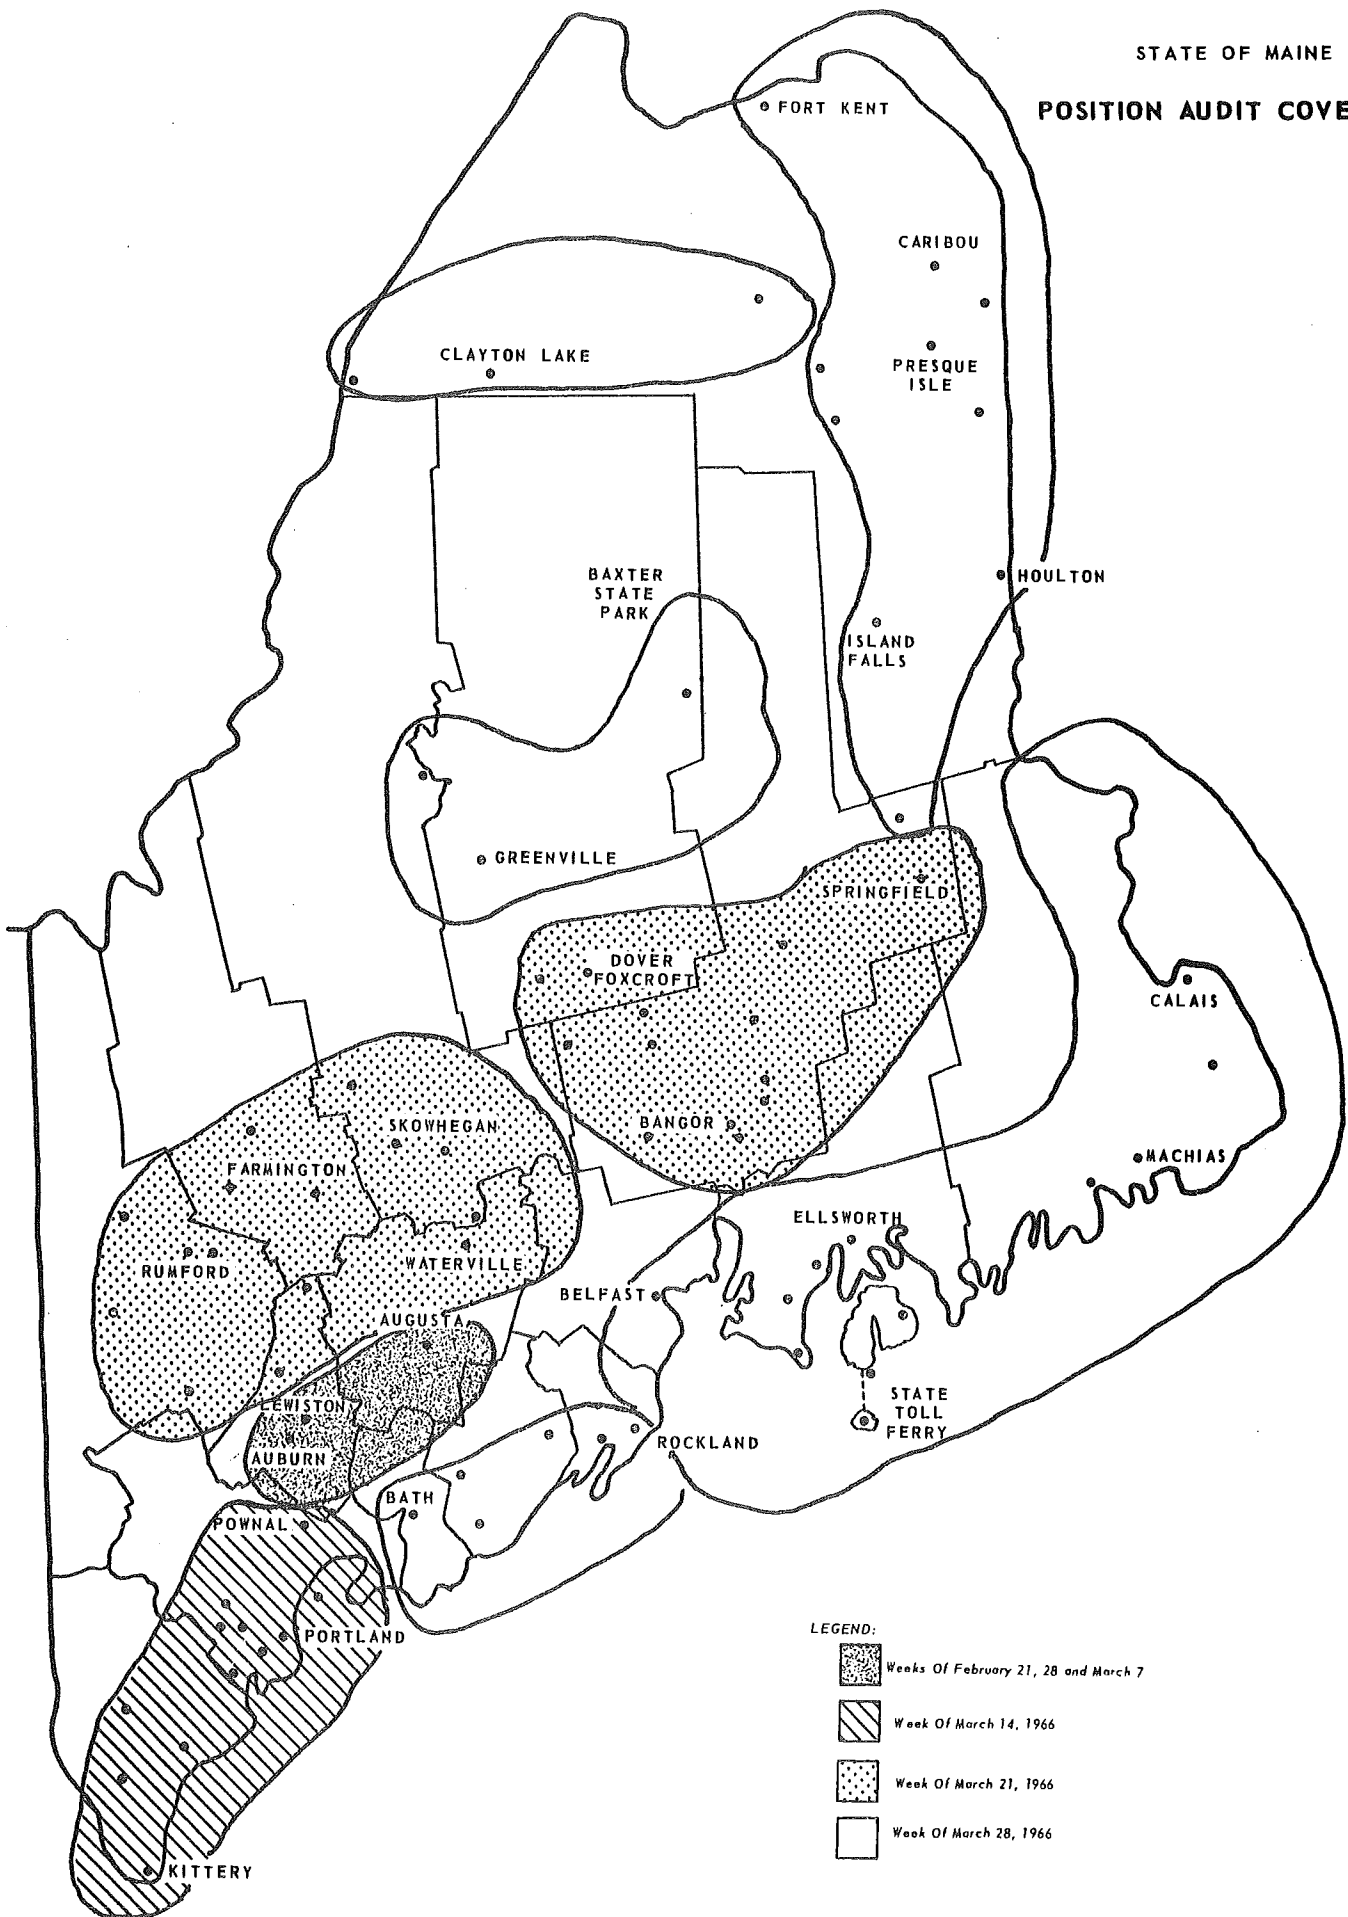 STATE OF MAINE
POSITION AUDIT COVE
FORT KENT
CARIBOU
CLAYTON LAKE
PRESQUE
ISLE
BAXTER
STATE
PARK
HOULTON
ISLAND
FALLS
GREENVILLE
SPRINGFIELD
DOVER
FOXCROFT
CALAIS
SKOWHEGAN
BANGOR
FARMINGTON
MACHIAS
ELLSWORTH
RUMFORD
WATERVILLE
BELFAST
AUGUSTA
STATE
TOLL
FERRY
LEWISTON
ROCKLAND
AUBURN
BATH
POWNAL
PORTLAND
KITTERY
LEGEND:
Weeks Of February 21, 28 and March 7
Week Of March 14, 1966
Week Of March 21, 1966
Week Of March 28, 1966